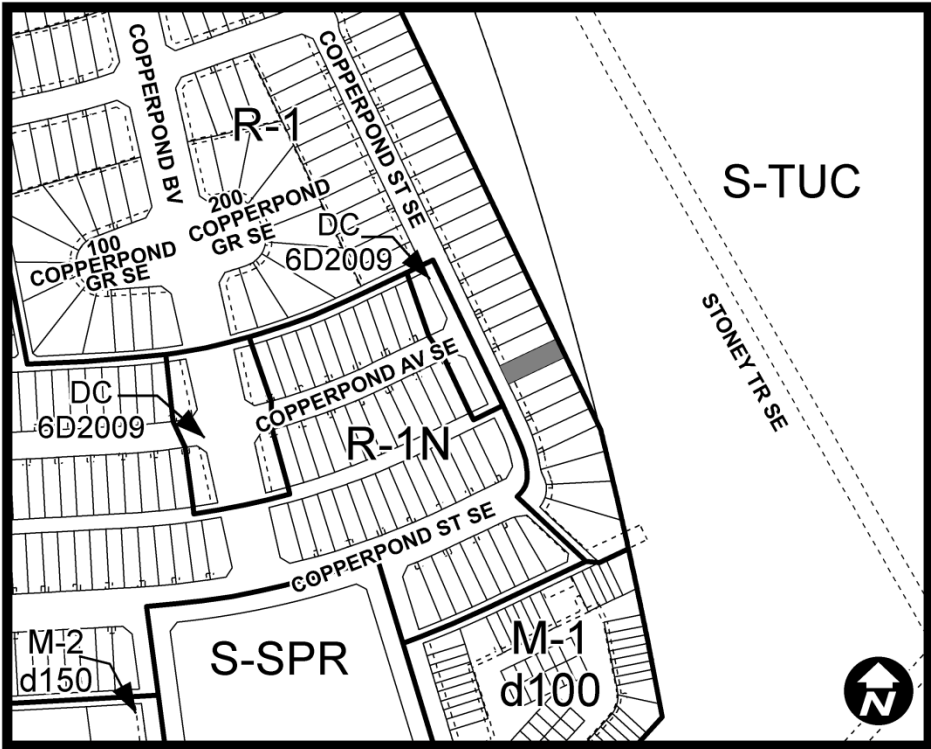 COPPERPOND BV
COPPERPOND ST SE
R-1
S-TUC
200
COPPERPOND
GR SE
100
COPPERPOND
GR SE
DC
6D2009
STONEY TR SE
DC
6D2009
COPPERPOND AV SE
R-1N
COPPERPOND ST SE
M-2
d150
S-SPR
M-1
d100
N